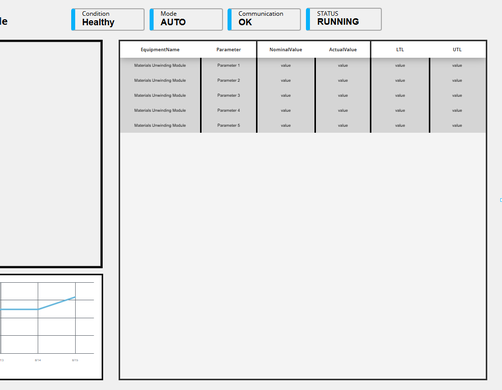 le
Condition
Healthy
Mode
AUTO
Communication
OK
STATUS
RUNNING
EquipmentName Parameter NominalValue ActualValue LTL UTL
Materials Unwinding Module Parameter 1 value value value value
Materials Unwinding Module Parameter 2 value value value value
Materials Unwinding Module Parameter 3 value value value value
Materials Unwinding Module Parameter 4 value value value value
Materials Unwinding Module Parameter 5 value value value value